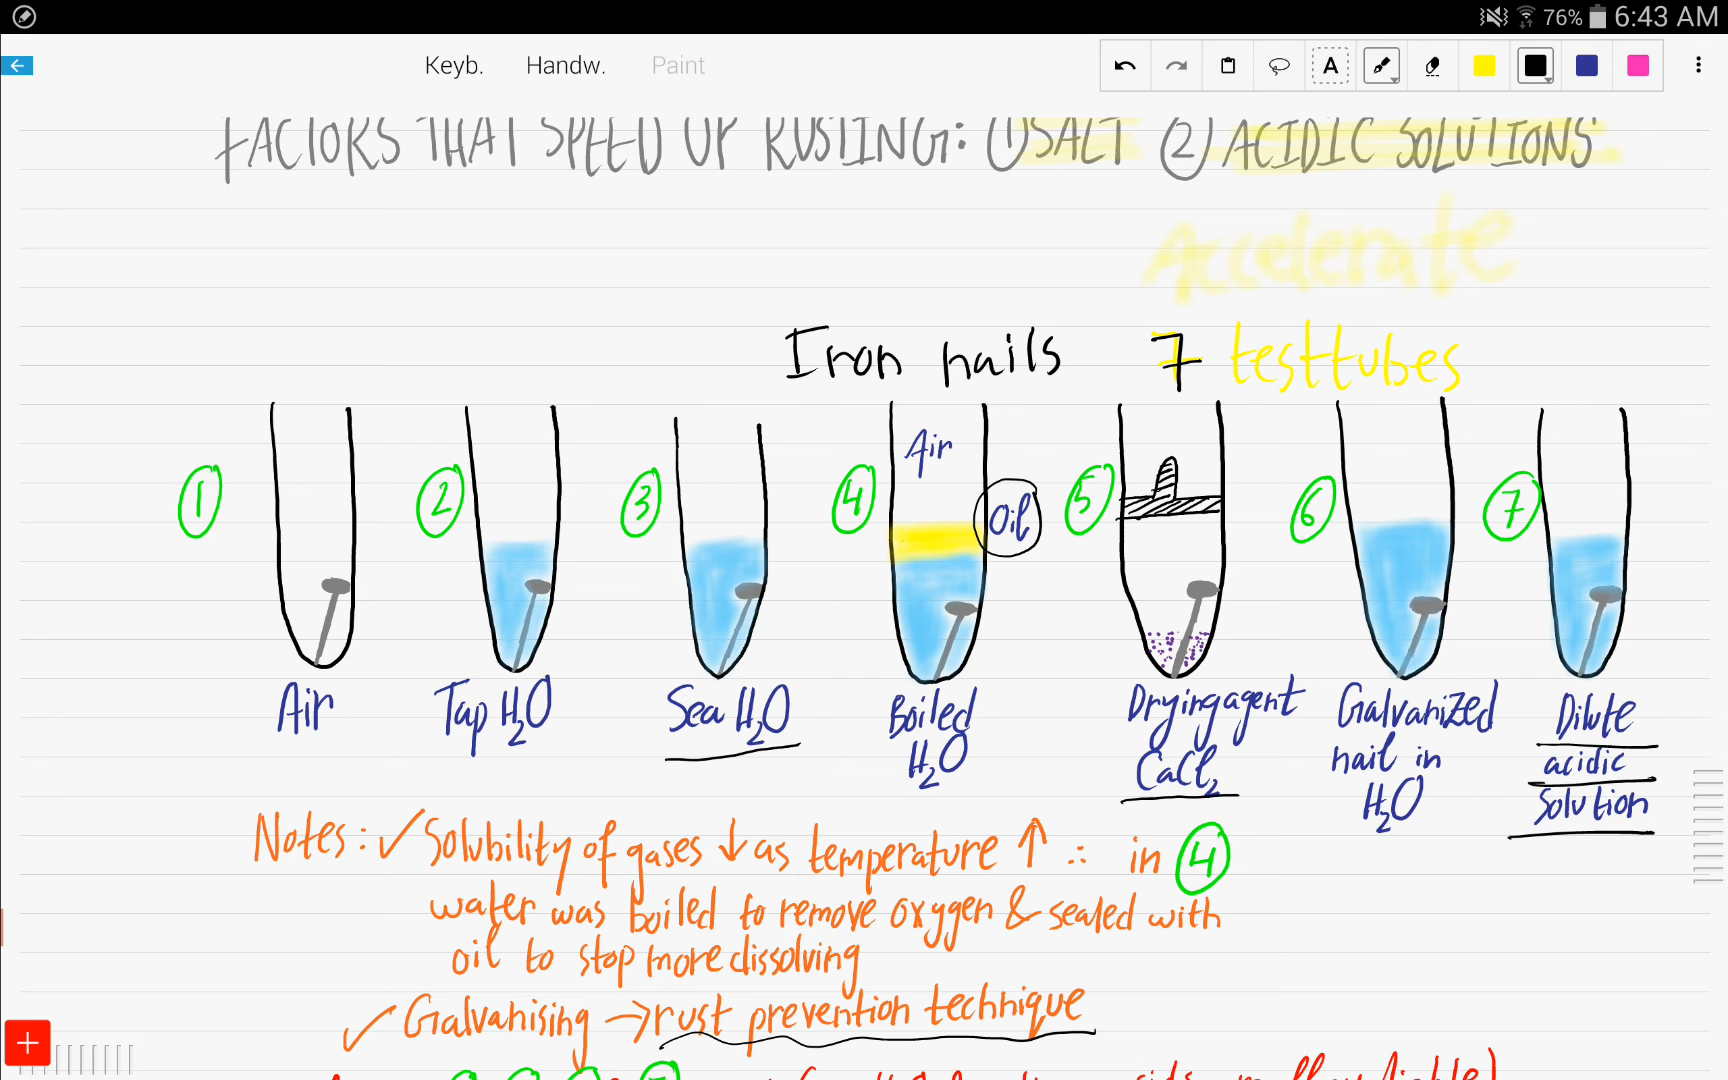 76% 6:43 AM
Keyb. Handw. Paint A
FACTORS THAT SPEED UP RUSTING: ① SALT ② ACIDIC SOLUTIONS
Accelerate
Iron nails 7 testtubes
Air
① ② ③ ④ Oil ⑤ ⑥ ⑦
Air Tap H₂O Sea H₂O Boiled H₂O Drying agent CaCl₂ Galvanized nail in H₂O Dilute acidic solution
Notes: ✓ Solubility of gases ↓ as temperature ↑ ∴ in ④
water was boiled to remove oxygen & sealed with
oil to stop more dissolving
✓ Galvanising → rust prevention technique